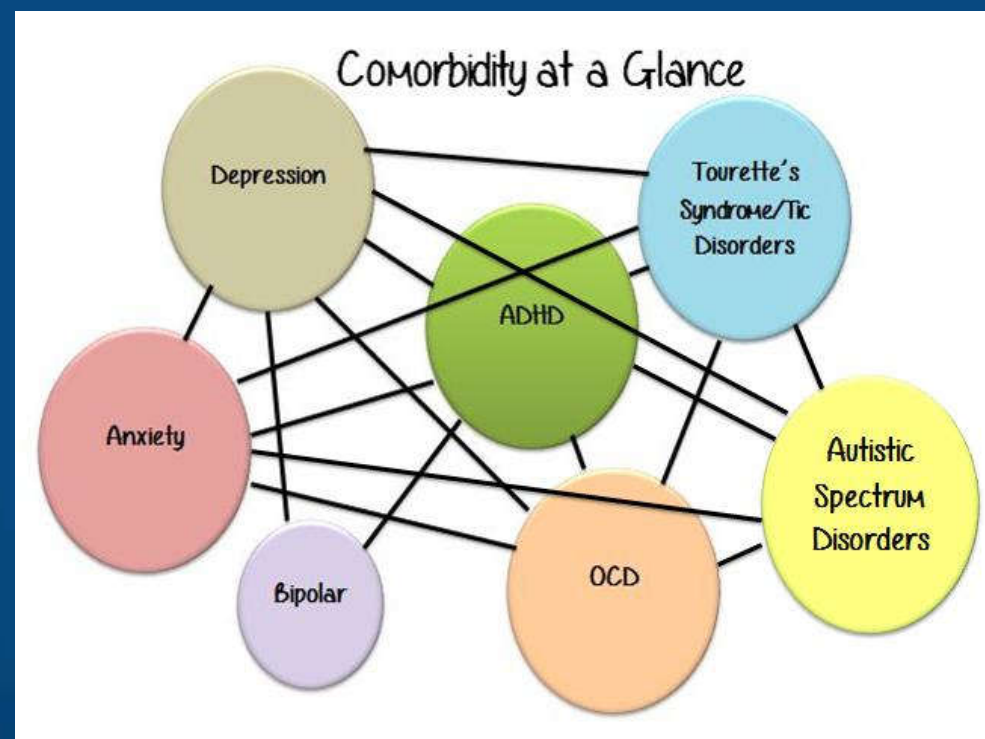 Comorbidity at a Glance
Depression
Tourette's
Syndrome/Tic
Disorders
ADHD
Anxiety
Autistic
Spectrum
Disorders
Bipolar
OCD